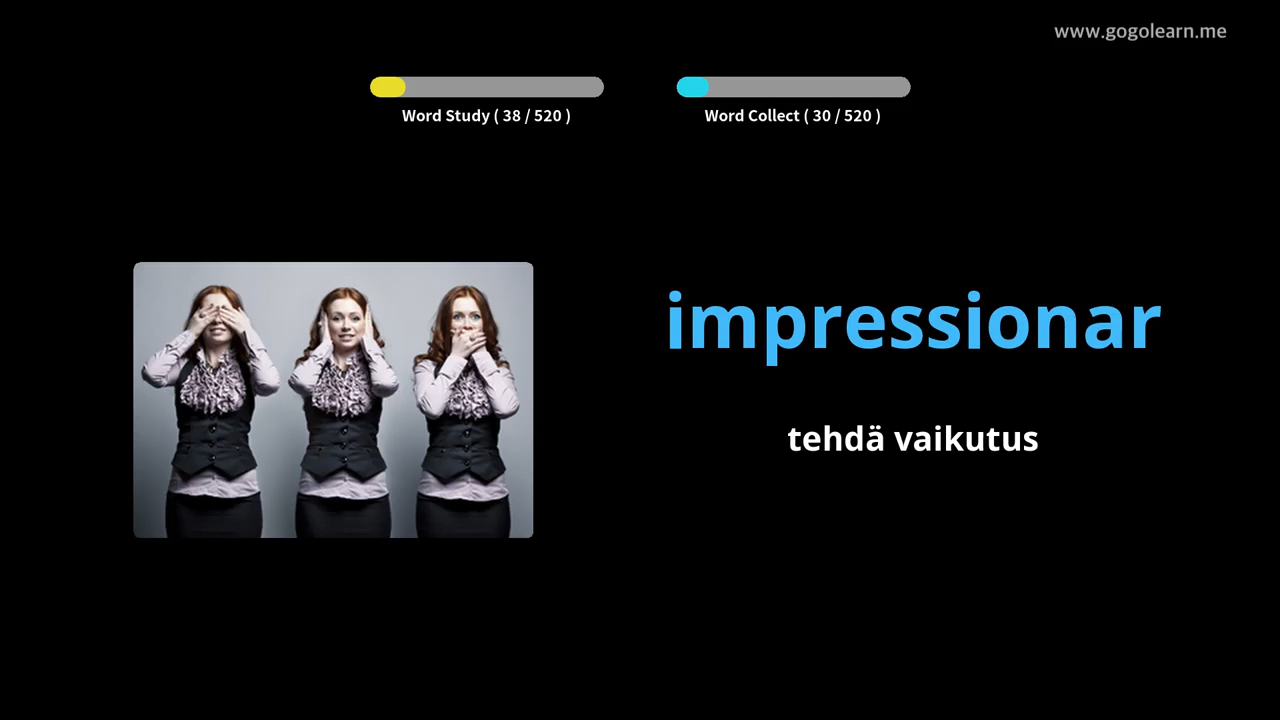 www.gogolearn.me
Word Study ( 38 / 520 )
Word Collect ( 30 / 520 )
impressionar
tehdä vaikutus